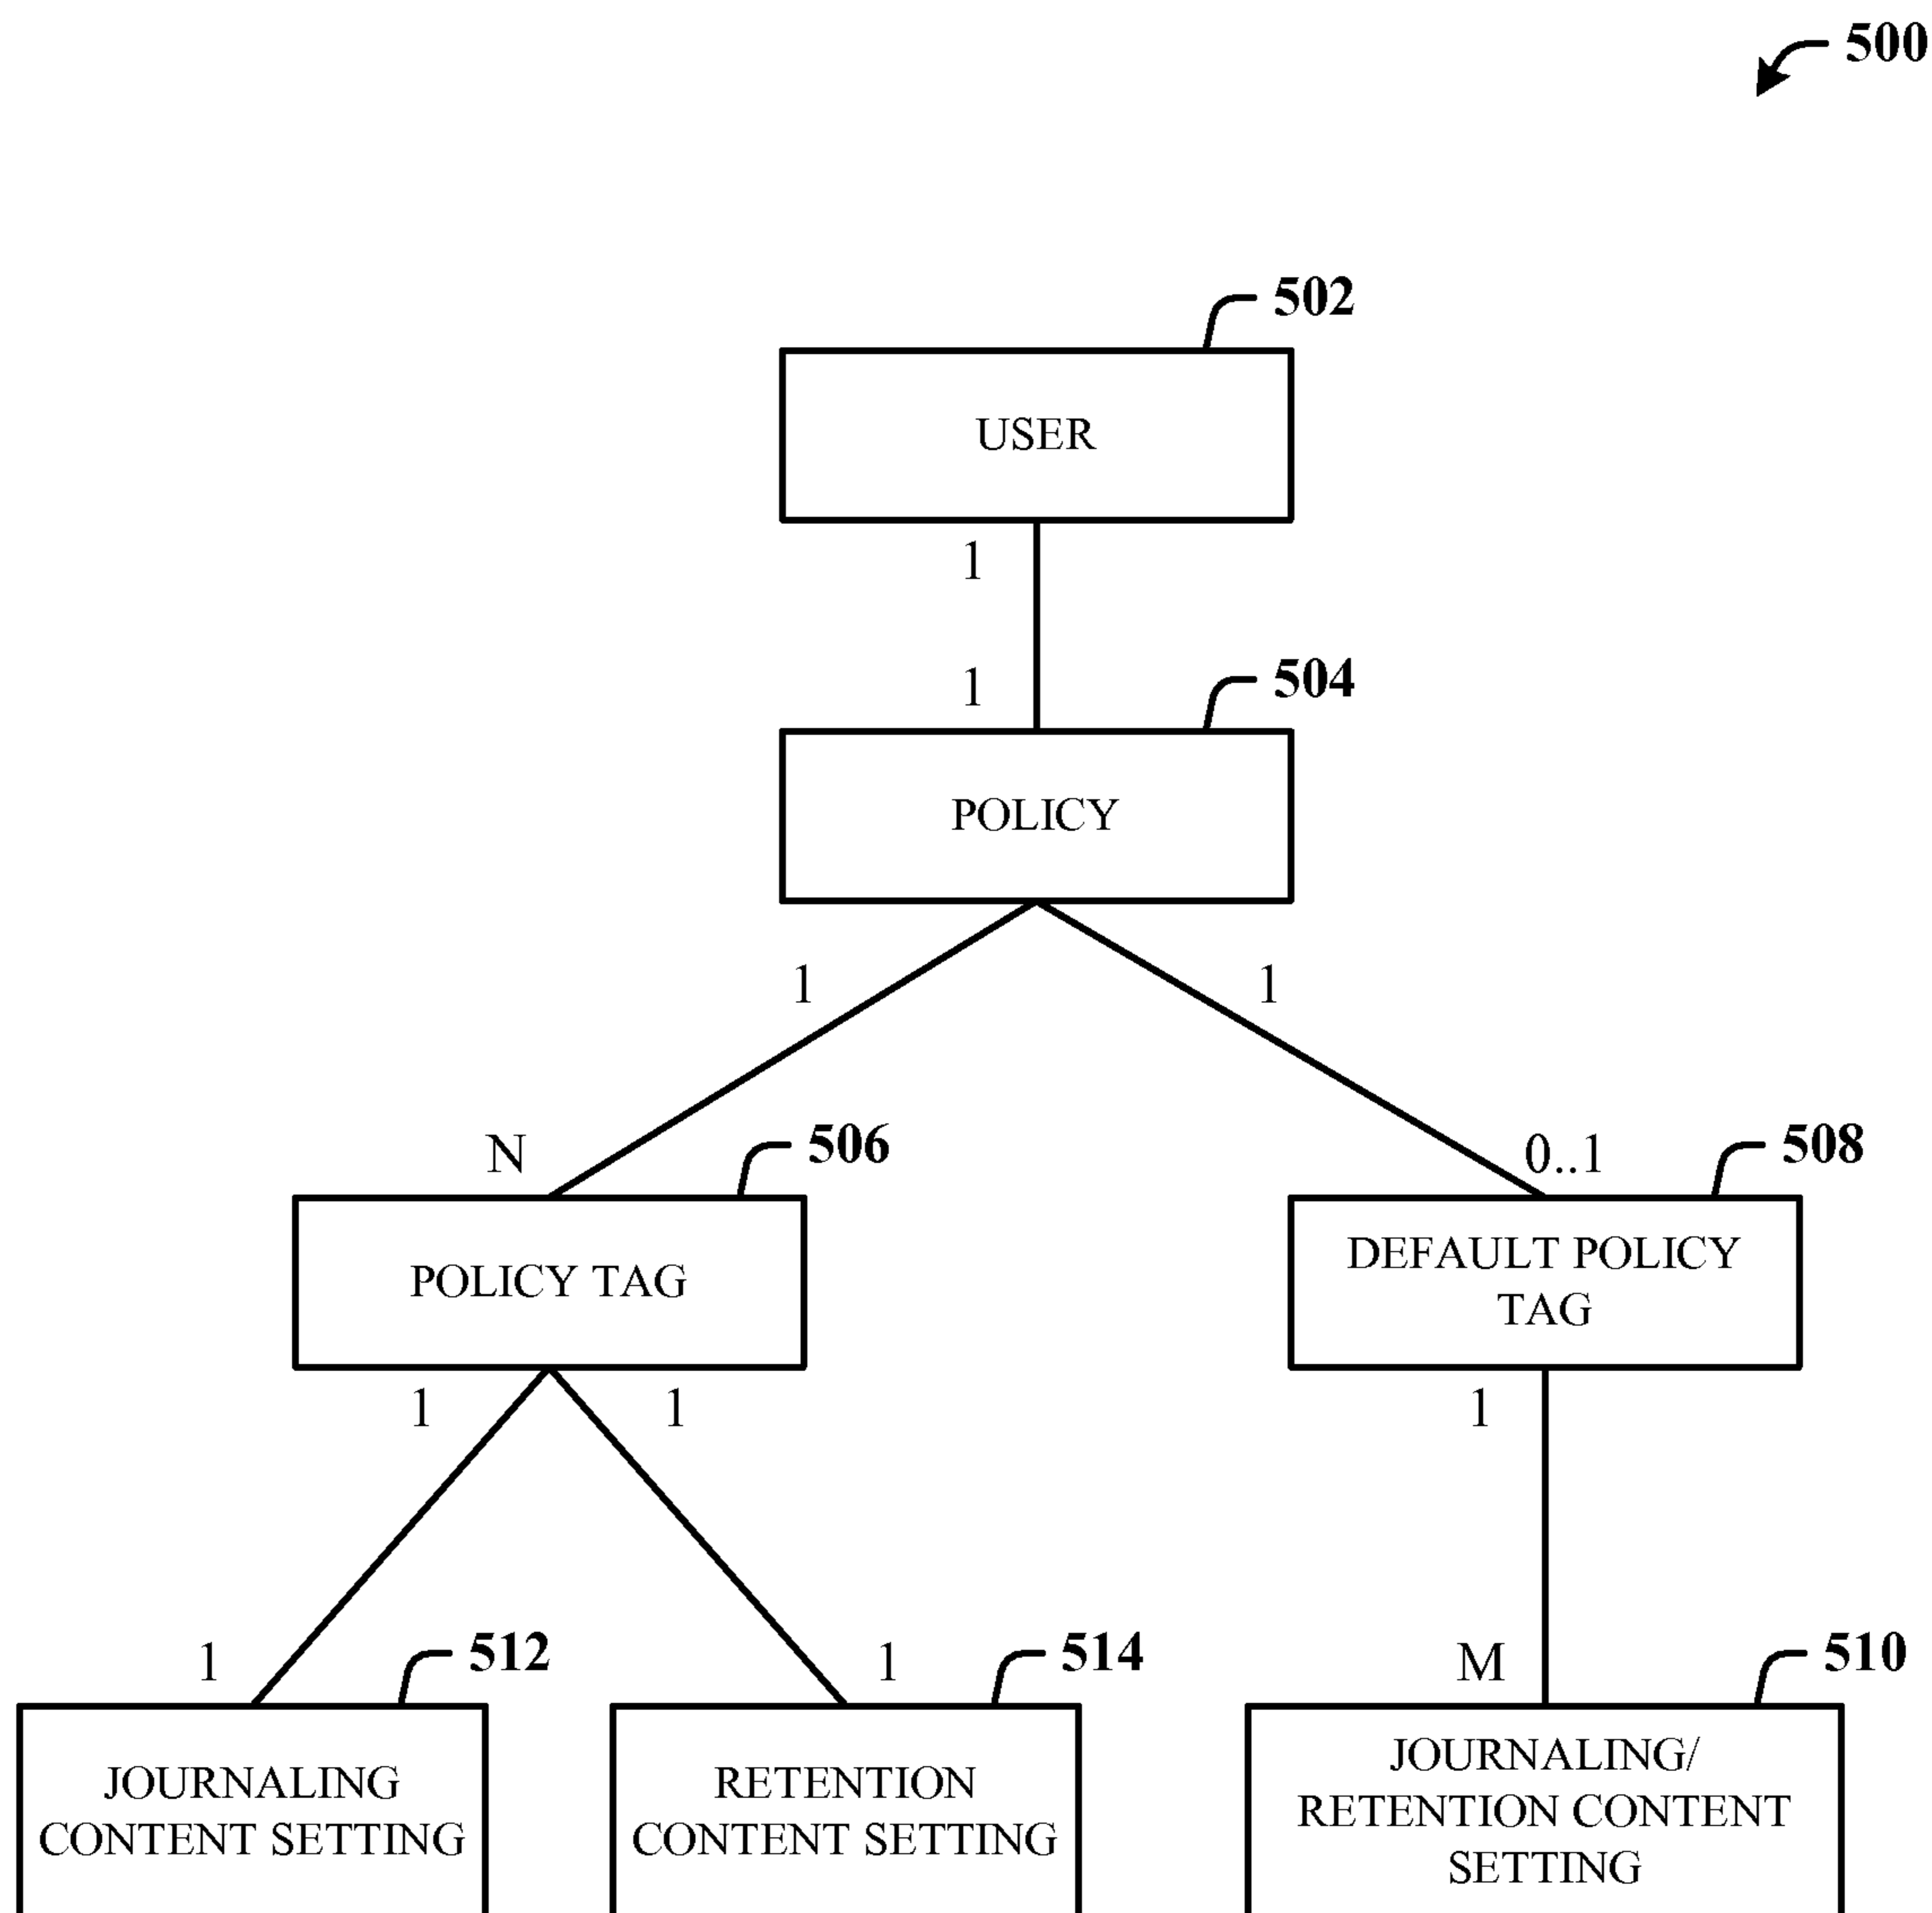 500
502
USER
1
1
504
POLICY
1
1
N
506
0..1
508
POLICY TAG
DEFAULT POLICY
TAG
1
1
1
1
512
1
514
M
510
JOURNALING
CONTENT SETTING
RETENTION
CONTENT SETTING
JOURNALING/
RETENTION CONTENT
SETTING